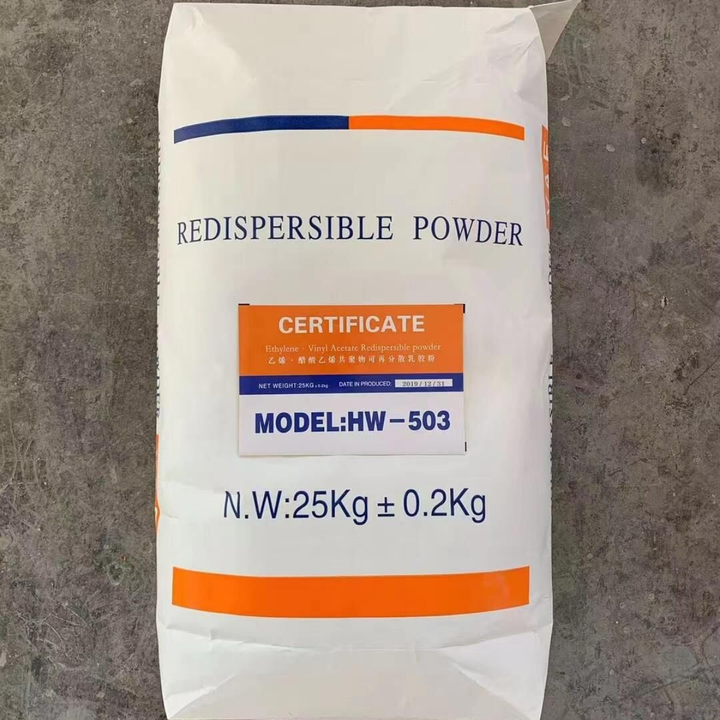 REDISPERSIBLE POWDER
CERTIFICATE
Ethylene - Vinyl Acetate Redispersible powder
乙烯-醋酸乙烯共聚物可再分散乳胶粉
NET WEIGHT:25KG±0.2kg DATE IN PRODUCED: 2019/12/31
MODEL:HW-503
N.W:25Kg±0.2Kg